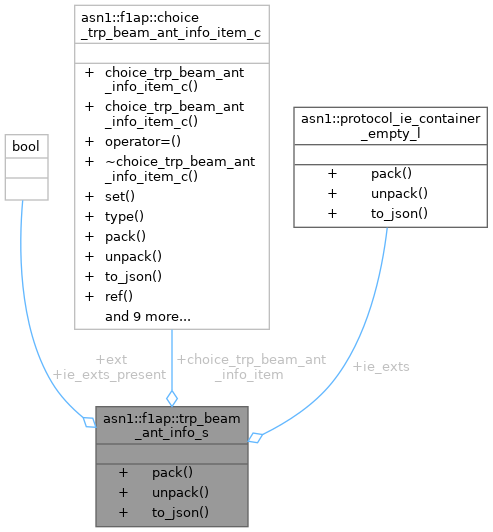 asn1::f1ap::choice
_trp_beam_ant_info_item_c
+ choice_trp_beam_ant
_info_item_c()
+ choice_trp_beam_ant
_info_item_c()
+ operator=()
+ ~choice_trp_beam_ant
_info_item_c()
+ set()
+ type()
+ pack()
+ unpack()
+ to_json()
+ ref()
and 9 more...
asn1::protocol_ie_container
_empty_l
+ pack()
+ unpack()
+ to_json()
bool
+ext
+ie_exts_present
+choice_trp_beam_ant
_info_item
+ie_exts
asn1::f1ap::trp_beam
_ant_info_s
+ pack()
+ unpack()
+ to_json()